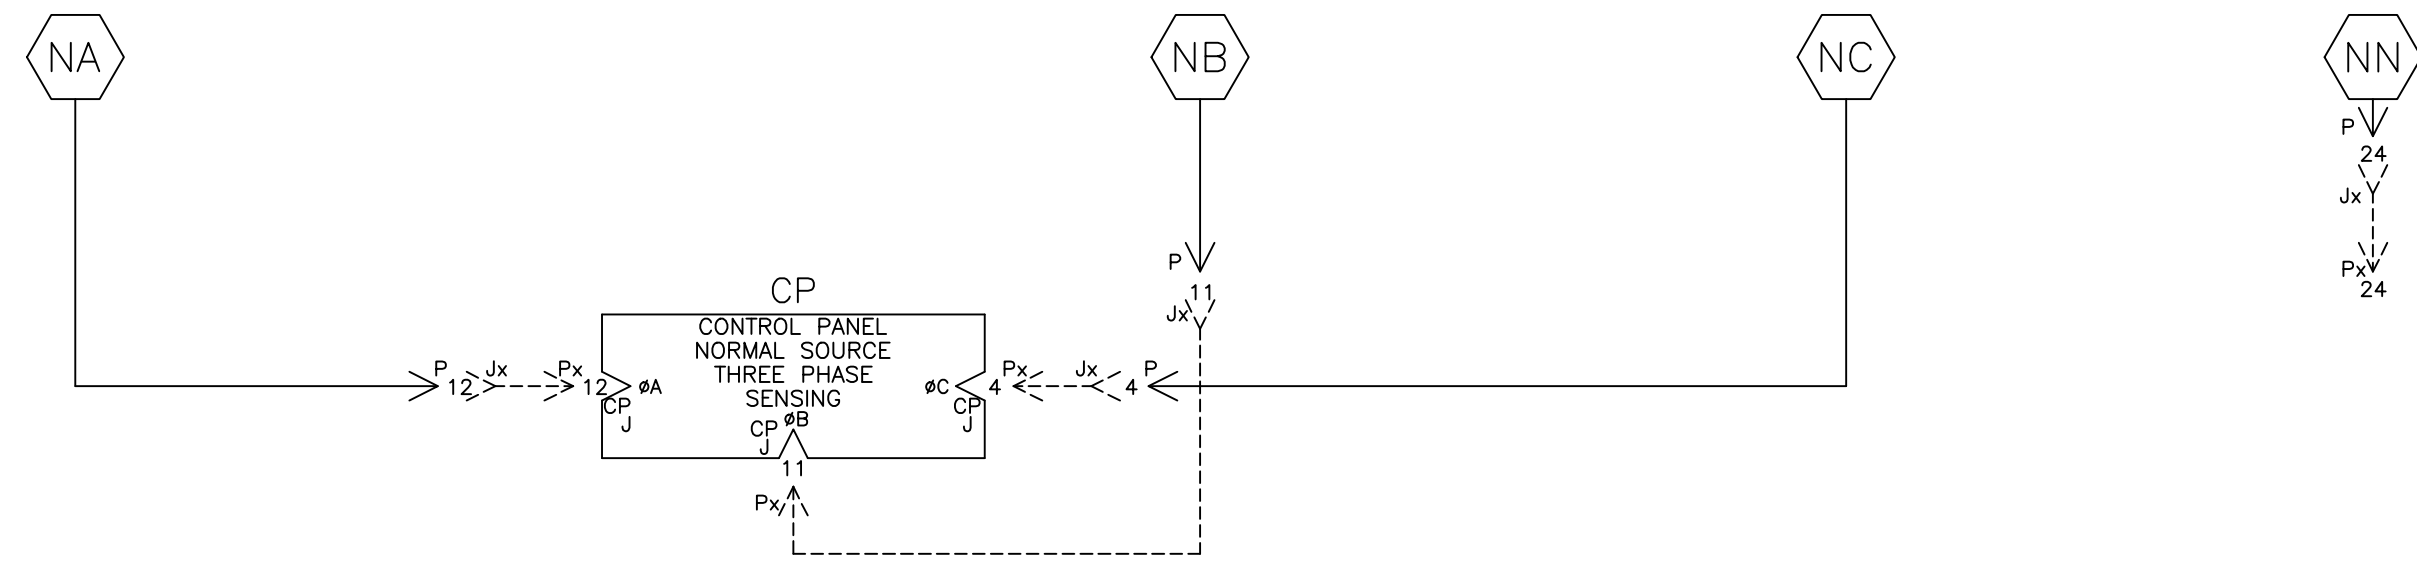 NA
NB
NC
NN
P
24
Jx
Px
24
P
11
Jx
CP
CONTROL PANEL
NORMAL SOURCE
THREE PHASE
SENSING
P
12
Jx
Px
12
øA
CP
J
øC
4
CP
J
Px
Jx
4
P
øB
CP
J
11
Px